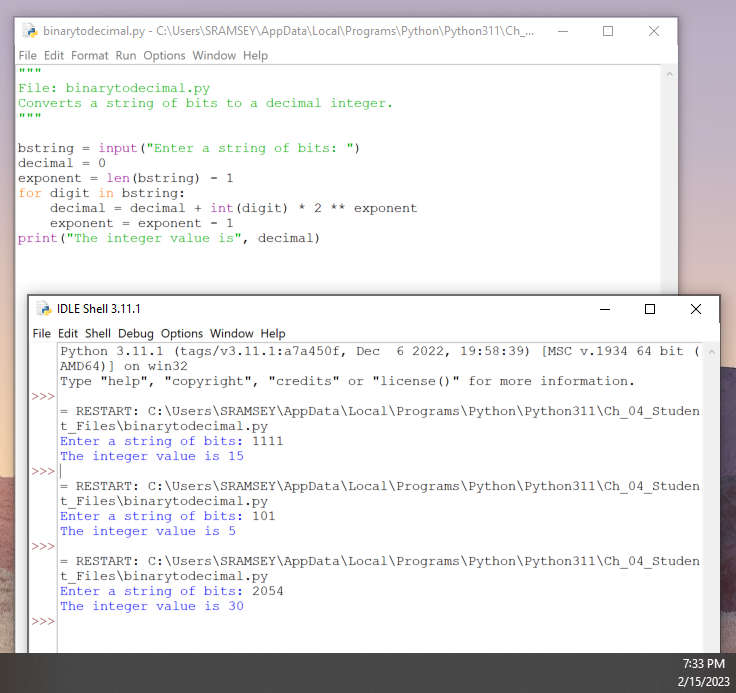 binarytodecimal.py - C:\Users\SRAMSEY\AppData\Local\Programs\Python\Python311\Ch_...
File Edit Format Run Options Window Help
"""
File: binarytodecimal.py
Converts a string of bits to a decimal integer.
"""
bstring = input("Enter a string of bits: ")
decimal = 0
exponent = len(bstring) - 1
for digit in bstring:
    decimal = decimal + int(digit) * 2 ** exponent
    exponent = exponent - 1
print("The integer value is", decimal)
IDLE Shell 3.11.1
File Edit Shell Debug Options Window Help
Python 3.11.1 (tags/v3.11.1:a7a450f, Dec  6 2022, 19:58:39) [MSC v.1934 64 bit (
AMD64)] on win32
Type "help", "copyright", "credits" or "license()" for more information.
>>>
= RESTART: C:\Users\SRAMSEY\AppData\Local\Programs\Python\Python311\Ch_04_Studen
t_Files\binarytodecimal.py
Enter a string of bits: 1111
The integer value is 15
>>>
= RESTART: C:\Users\SRAMSEY\AppData\Local\Programs\Python\Python311\Ch_04_Studen
t_Files\binarytodecimal.py
Enter a string of bits: 101
The integer value is 5
>>>
= RESTART: C:\Users\SRAMSEY\AppData\Local\Programs\Python\Python311\Ch_04_Studen
t_Files\binarytodecimal.py
Enter a string of bits: 2054
The integer value is 30
>>>
7:33 PM
2/15/2023